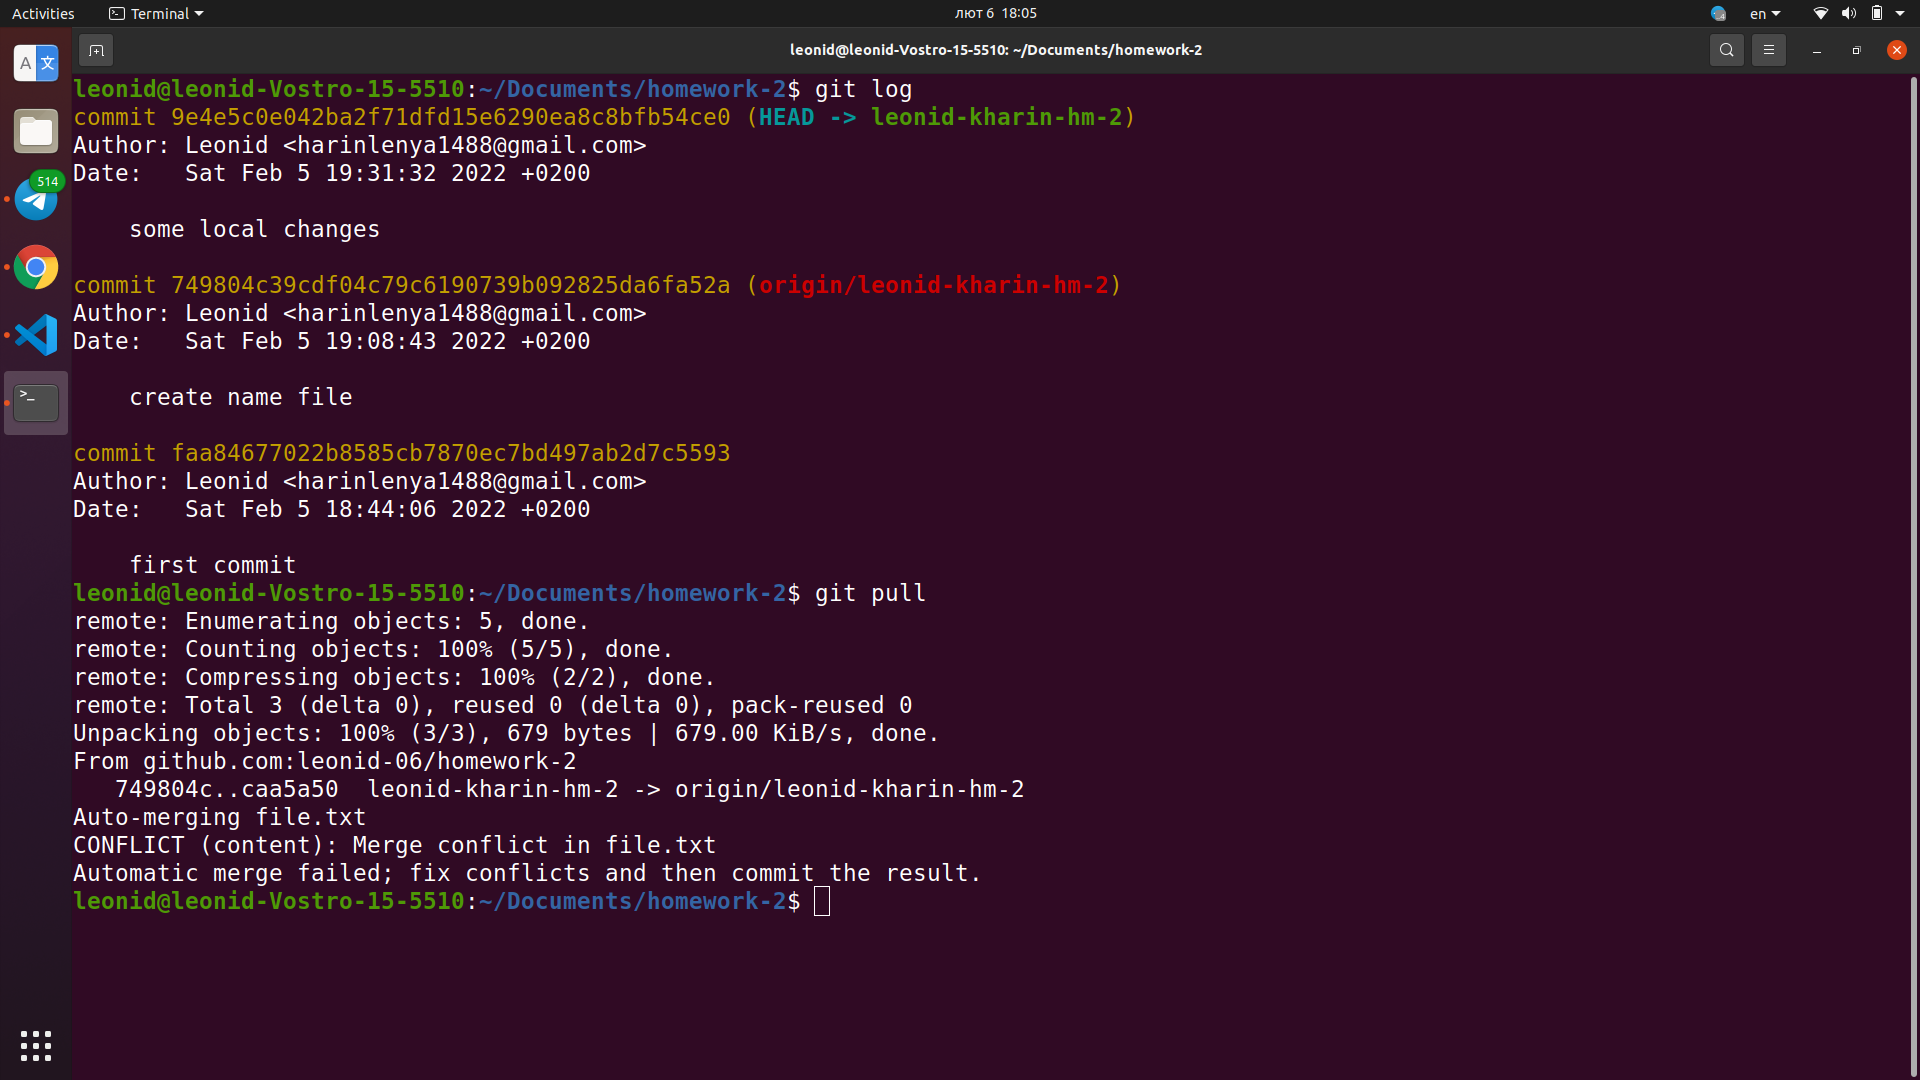 Activities
Terminal
лют 6 18:05
en
leonid@leonid-Vostro-15-5510: ~/Documents/homework-2
514
leonid@leonid-Vostro-15-5510:~/Documents/homework-2$ git log
commit 9e4e5c0e042ba2f71dfd15e6290ea8c8bfb54ce0 (HEAD -> leonid-kharin-hm-2)
Author: Leonid <harinlenya1488@gmail.com>
Date:   Sat Feb 5 19:31:32 2022 +0200
    some local changes
commit 749804c39cdf04c79c6190739b092825da6fa52a (origin/leonid-kharin-hm-2)
Author: Leonid <harinlenya1488@gmail.com>
Date:   Sat Feb 5 19:08:43 2022 +0200
    create name file
commit faa84677022b8585cb7870ec7bd497ab2d7c5593
Author: Leonid <harinlenya1488@gmail.com>
Date:   Sat Feb 5 18:44:06 2022 +0200
    first commit
leonid@leonid-Vostro-15-5510:~/Documents/homework-2$ git pull
remote: Enumerating objects: 5, done.
remote: Counting objects: 100% (5/5), done.
remote: Compressing objects: 100% (2/2), done.
remote: Total 3 (delta 0), reused 0 (delta 0), pack-reused 0
Unpacking objects: 100% (3/3), 679 bytes | 679.00 KiB/s, done.
From github.com:leonid-06/homework-2
   749804c..caa5a50  leonid-kharin-hm-2 -> origin/leonid-kharin-hm-2
Auto-merging file.txt
CONFLICT (content): Merge conflict in file.txt
Automatic merge failed; fix conflicts and then commit the result.
leonid@leonid-Vostro-15-5510:~/Documents/homework-2$